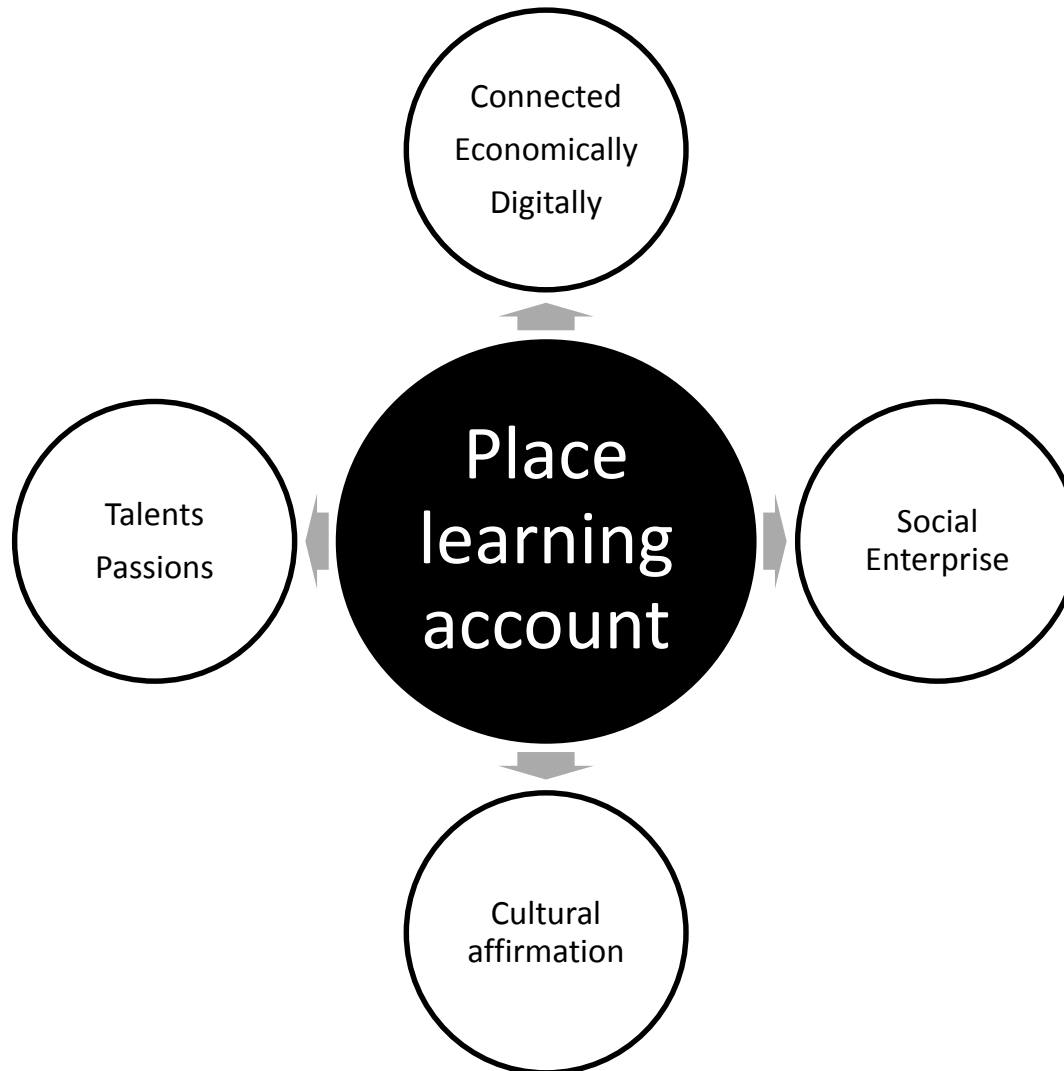 Connected
Economically
Digitally
Talents
Passions
Place
learning
account
Social
Enterprise
Cultural
affirmation